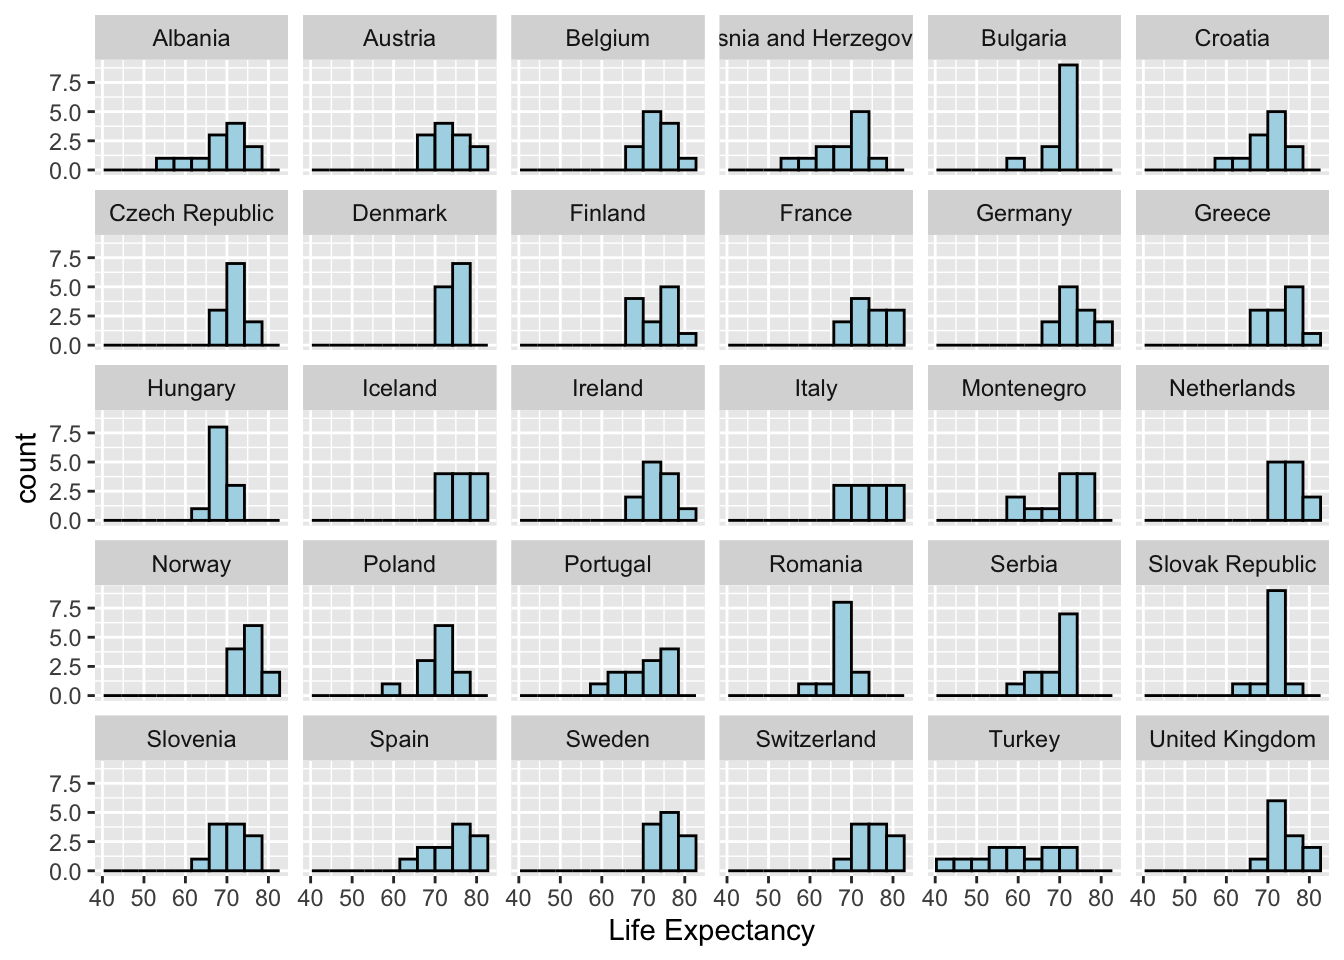 Albania Austria Belgium snia and Herzegov Bulgaria Croatia
7.5
5.0
2.5
0.0
Czech Republic Denmark Finland France Germany Greece
7.5
5.0
2.5
0.0
Hungary Iceland Ireland Italy Montenegro Netherlands
7.5
5.0
2.5
0.0
count
Norway Poland Portugal Romania Serbia Slovak Republic
7.5
5.0
2.5
0.0
Slovenia Spain Sweden Switzerland Turkey United Kingdom
7.5
5.0
2.5
0.0
40 50 60 70 80 40 50 60 70 80 40 50 60 70 80 40 50 60 70 80 40 50 60 70 80 40 50 60 70 80
Life Expectancy